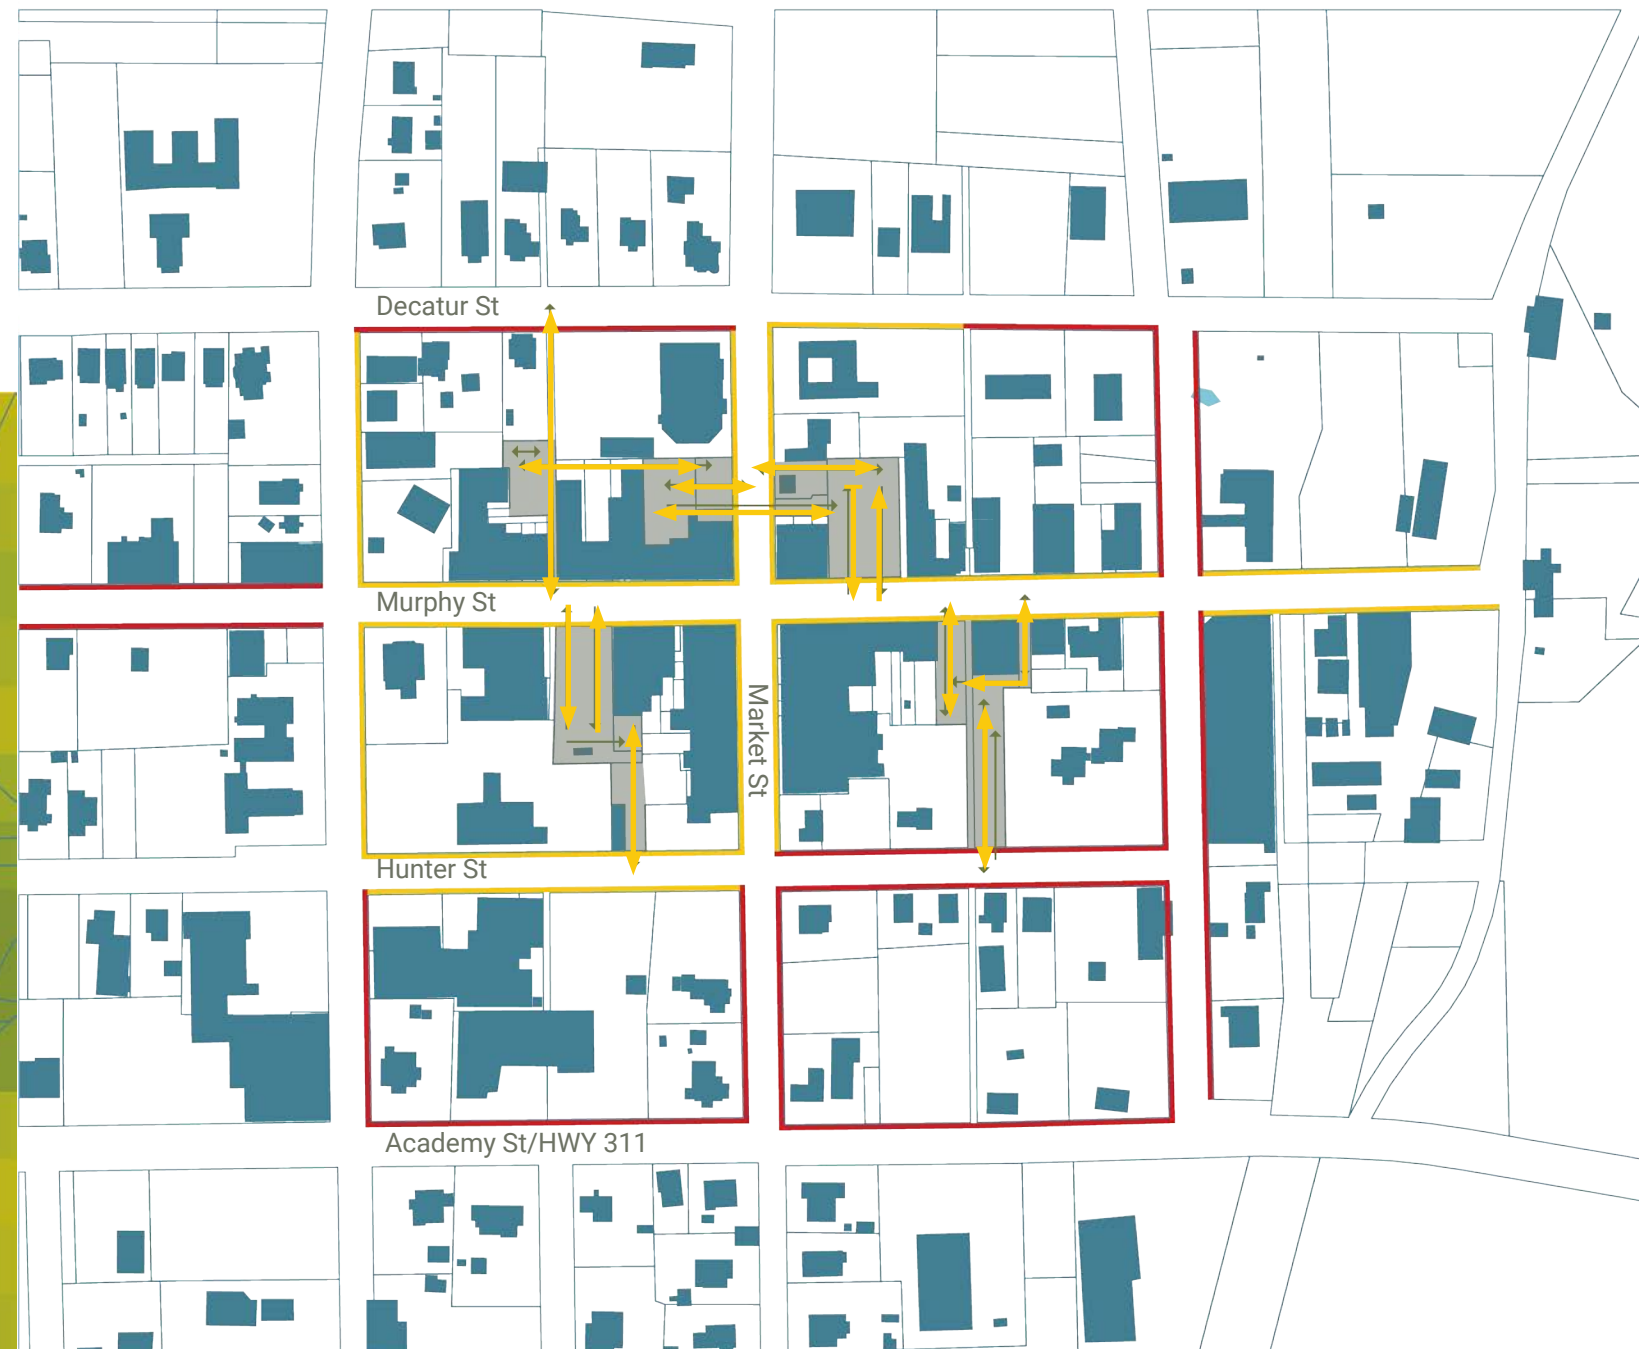 Decatur St
Murphy St
Market St
Hunter St
Academy St/HWY 311